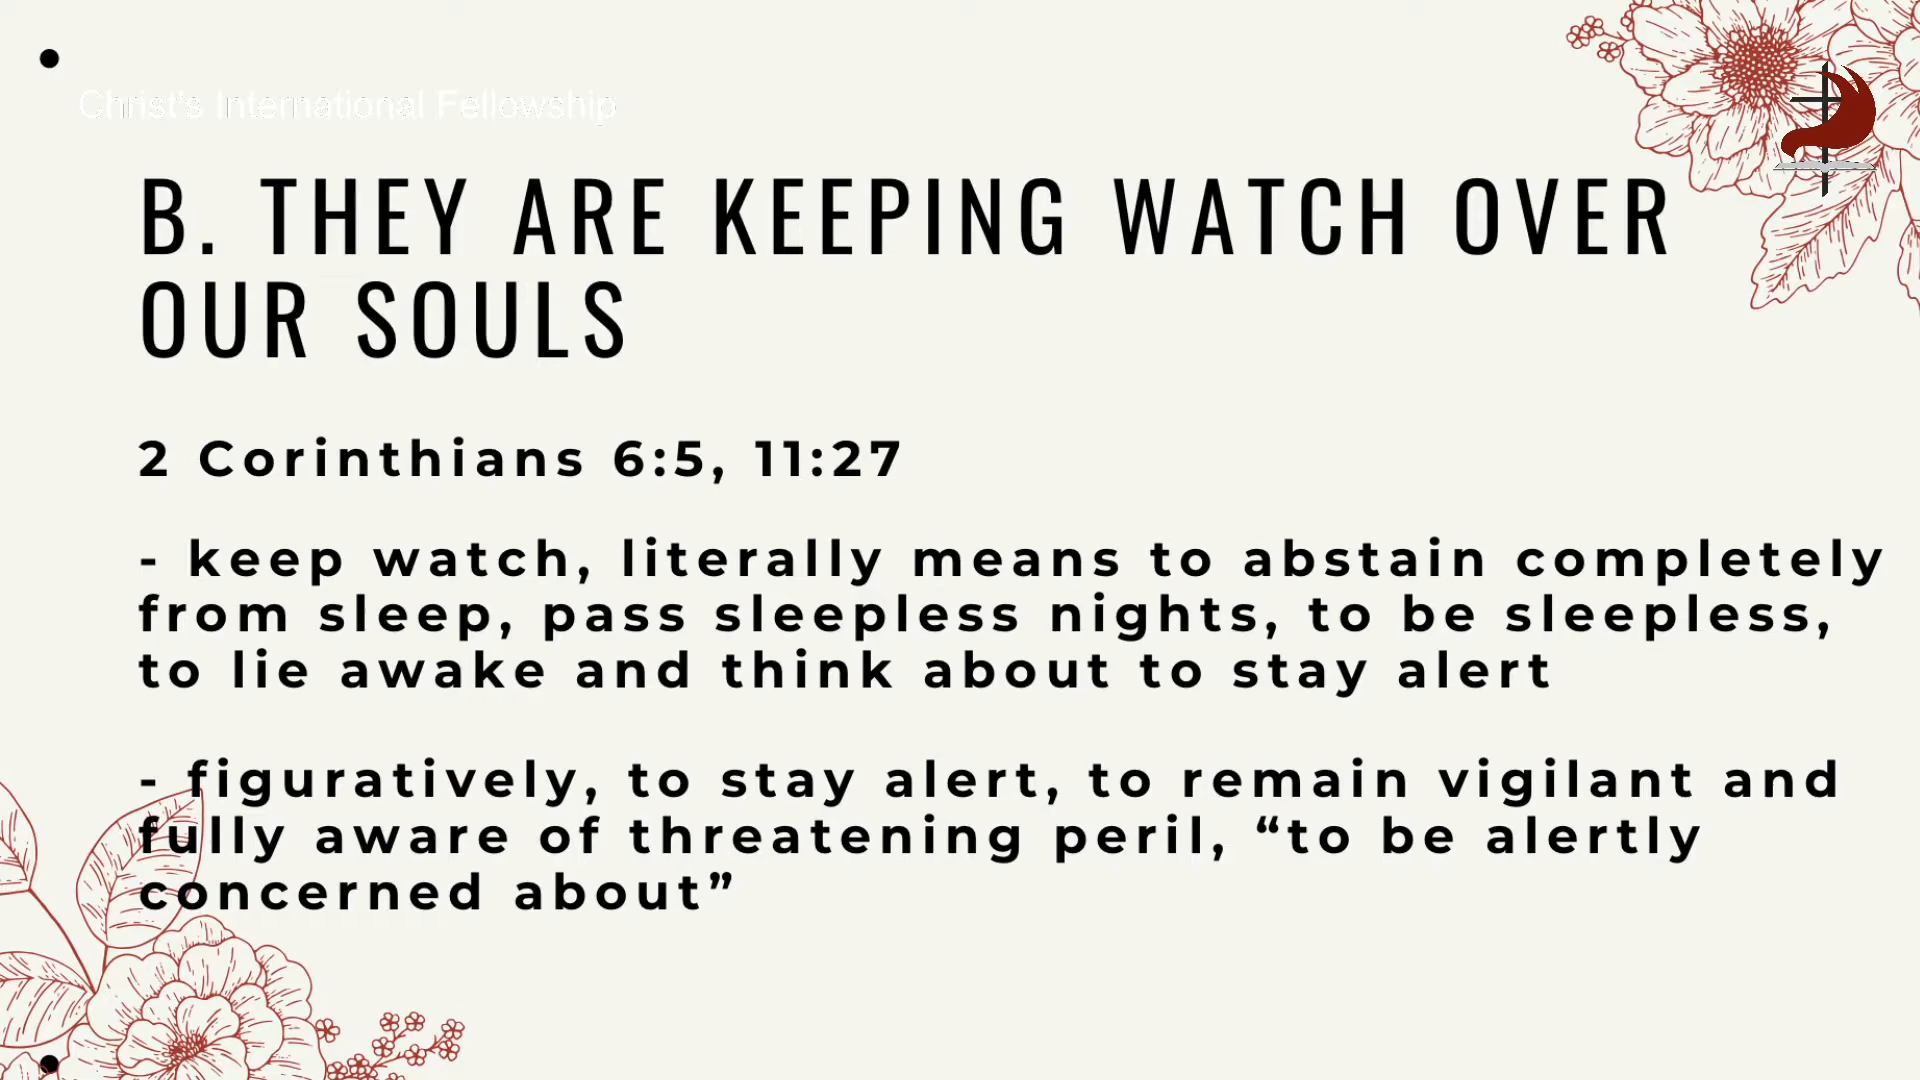 Christ's International Fellowship
B. THEY ARE KEEPING WATCH OVER
OUR SOULS
2 Corinthians 6:5, 11:27
- keep watch, literally means to abstain completely
from sleep, pass sleepless nights, to be sleepless,
to lie awake and think about to stay alert
- figuratively, to stay alert, to remain vigilant and
fully aware of threatening peril, “to be alertly
concerned about”